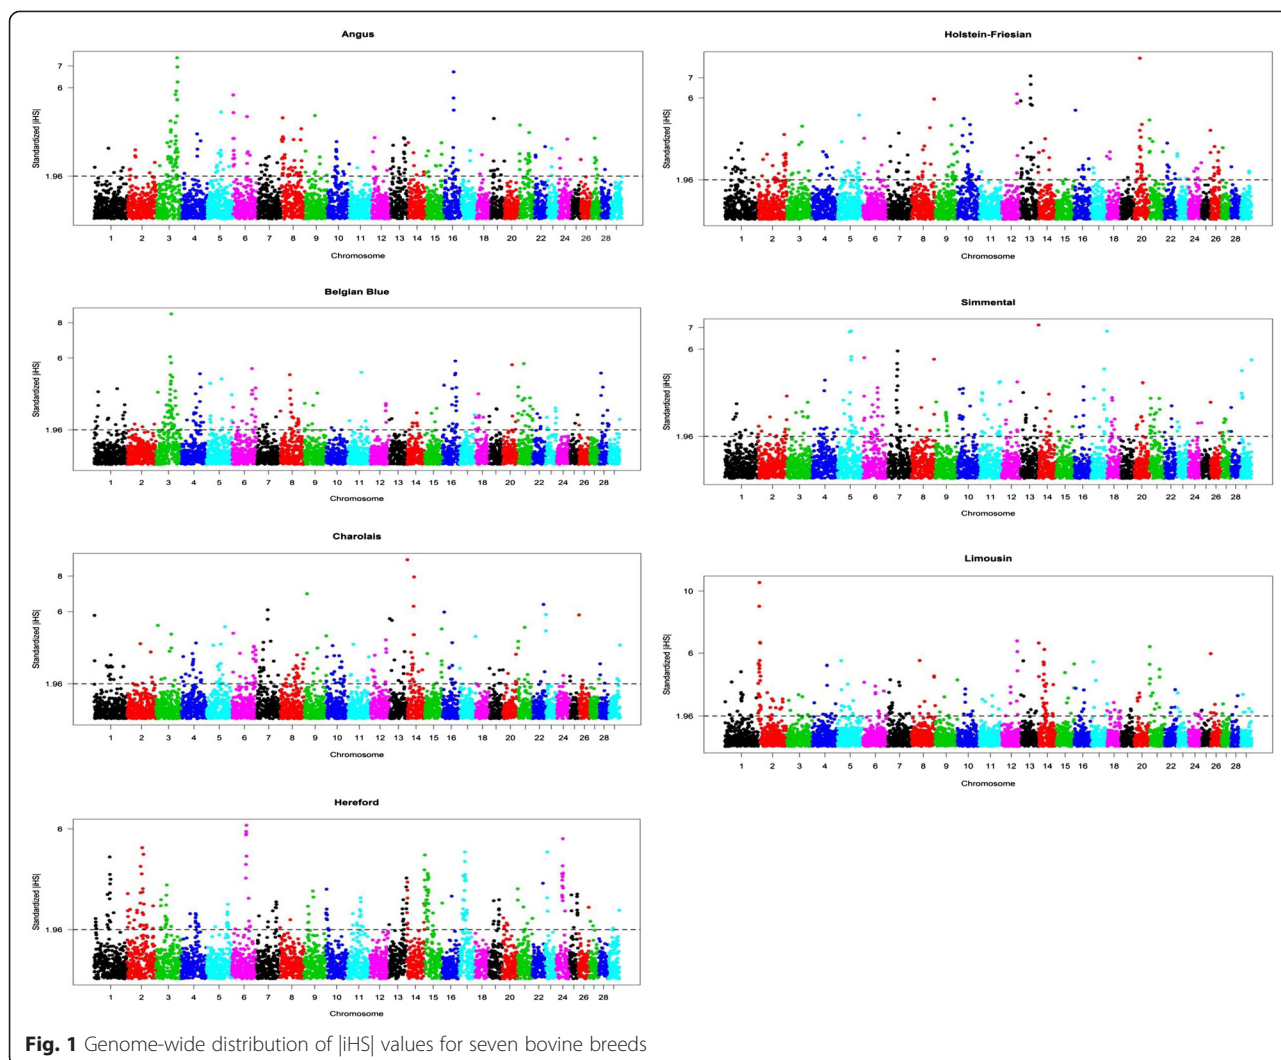 Angus
Standardized |iHS|
7
6
1.96
1 2 3 4 5 6 7 8 9 10 11 12 13 14 15 16 18 20 22 24 26 28
Chromosome
Belgian Blue
Standardized |iHS|
8
6
1.96
1 2 3 4 5 6 7 8 9 10 11 12 13 14 15 16 18 20 22 24 26 28
Chromosome
Charolais
Standardized |iHS|
8
6
1.96
1 2 3 4 5 6 7 8 9 10 11 12 13 14 15 16 18 20 22 24 26 28
Chromosome
Hereford
Standardized |iHS|
6
1.96
1 2 3 4 5 6 7 8 9 10 11 12 13 14 15 16 18 20 22 24 26 28
Chromosome
Holstein-Friesian
Standardized |iHS|
7
6
1.96
1 2 3 4 5 6 7 8 9 10 11 12 13 14 15 16 18 20 22 24 26 28
Chromosome
Simmental
Standardized |iHS|
7
6
1.96
1 2 3 4 5 6 7 8 9 10 11 12 13 14 15 16 18 20 22 24 26 28
Chromosome
Limousin
Standardized |iHS|
10
6
1.96
1 2 3 4 5 6 7 8 9 10 11 12 13 14 15 16 18 20 22 24 26 28
Chromosome
Fig. 1 Genome-wide distribution of |iHS| values for seven bovine breeds